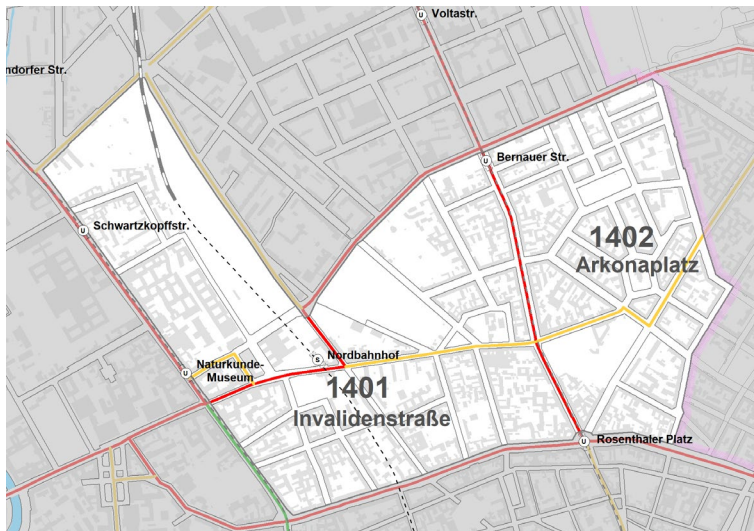 Voltastr.
ndorfer Str.
U
U
Bernauer Str.
U
Schwartzkopffstr.
1402
Arkonaplatz
S
Nordbahnhof
U
Naturkunde-
Museum
1401
Invalidenstraße
U
Rosenthaler Platz